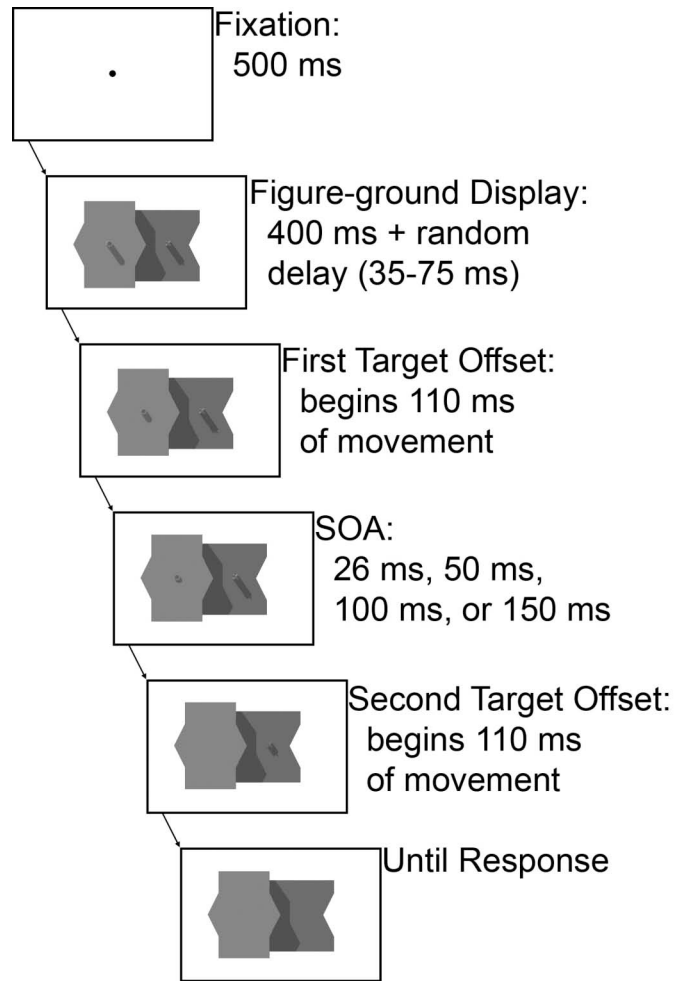 Fixation:
500 ms
Figure-ground Display:
400 ms + random
delay (35-75 ms)
First Target Offset:
begins 110 ms
of movement
SOA:
26 ms, 50 ms,
100 ms, or 150 ms
Second Target Offset:
begins 110 ms
of movement
Until Response